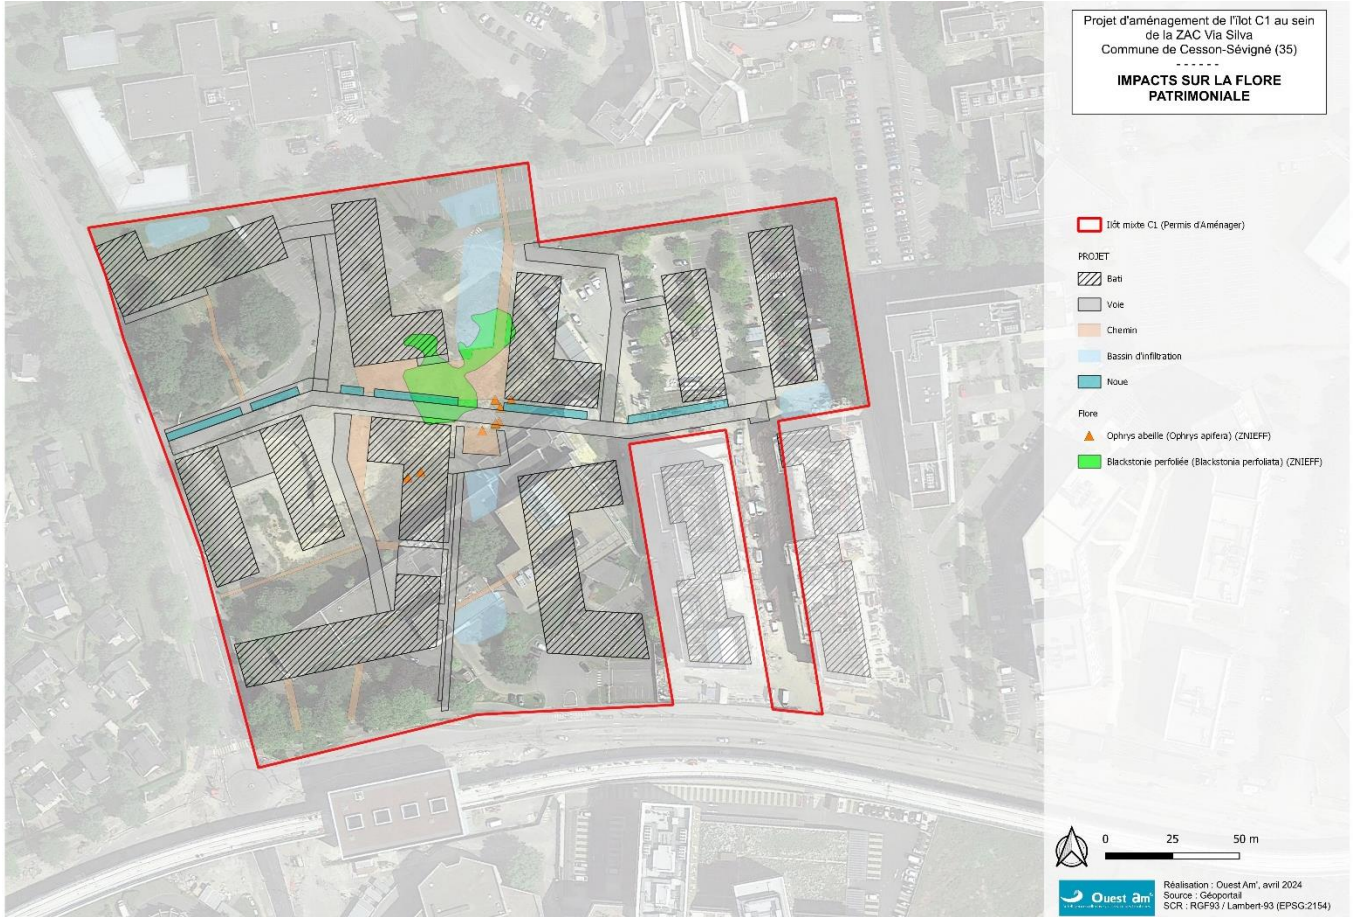 Projet d'aménagement de l'îlot C1 au sein
de la ZAC Via Silva
Commune de Cesson-Sévigné (35)
- - - - - -
IMPACTS SUR LA FLORE
PATRIMONIALE
Ilôt mixte C1 (Permis d'Aménager)
PROJET
Bati
Voie
Chemin
Bassin d'infiltration
Noue
Flore
Ophrys abeille (Ophrys apifera) (ZNIEFF)
Blackstonie perfoliée (Blackstonia perfoliata) (ZNIEFF)
0 25 50 m
Ouest am'
Réalisation : Ouest Am', avril 2024
Source : Géoportail
SCR : RGF93 / Lambert-93 (EPSG:2154)